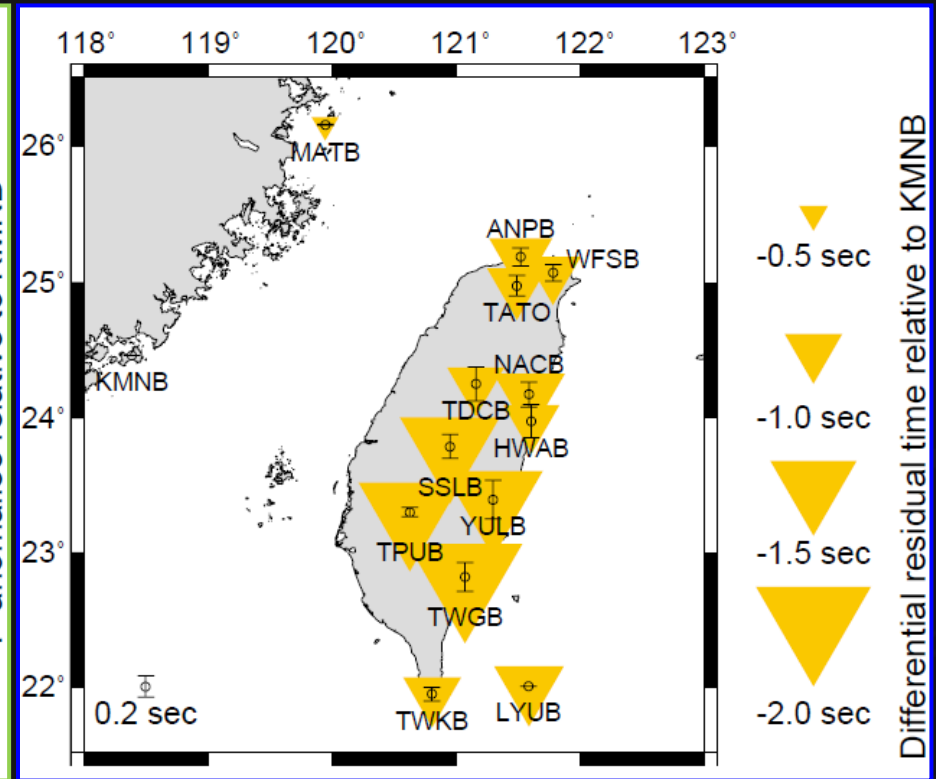 118° 119° 120° 121° 122° 123°
26°
MATB
ANPB
WFSB
25°
TATO
NACB
KMNB
TDCB
24°
HWAB
SSLB
YULB
TPUB
23°
TWGB
22°
0.2 sec
TWKB
LYUB
-0.5 sec
-1.0 sec
-1.5 sec
-2.0 sec
Differential residual time relative to KMNB